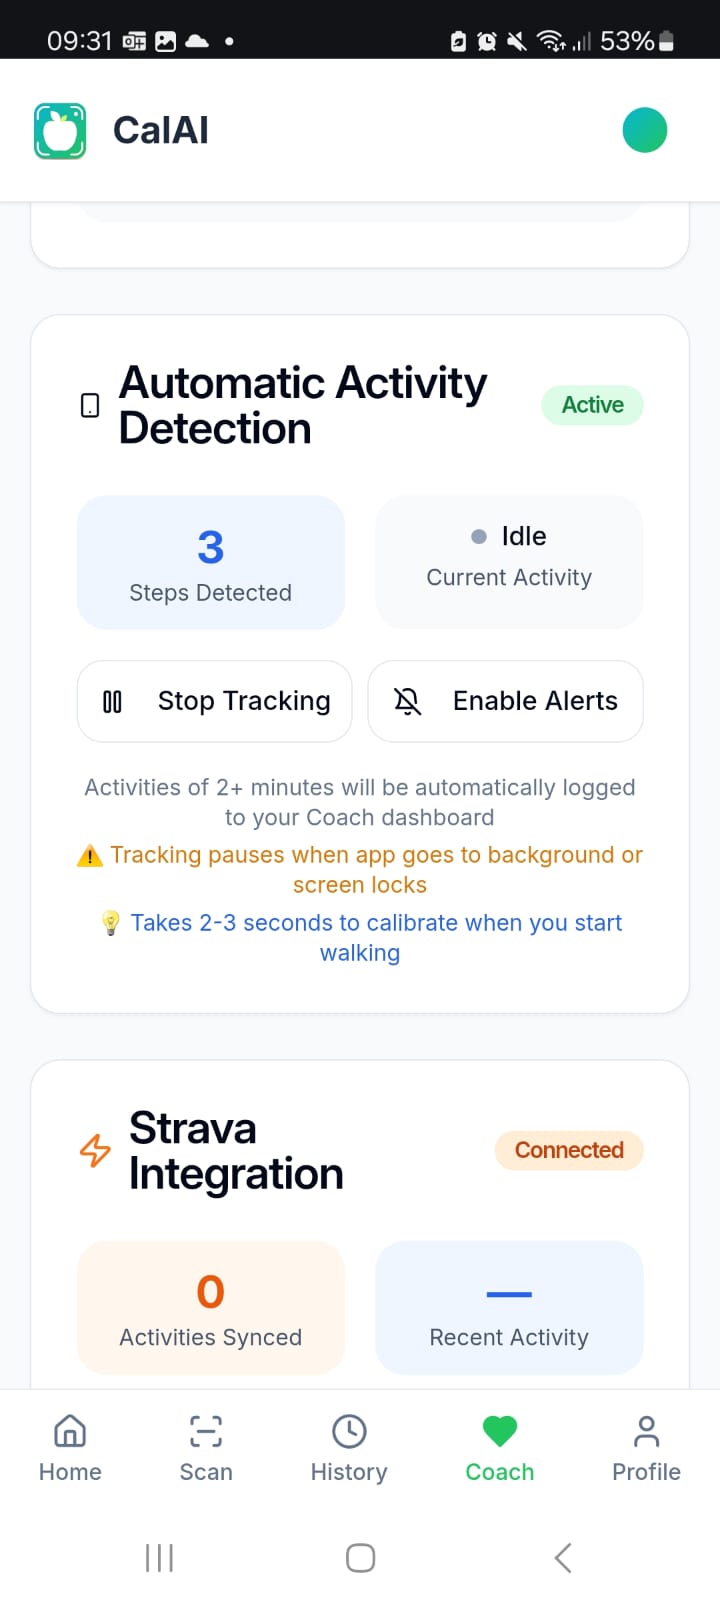 09:31
53%
CalAI
Automatic Activity
Detection
Active
3
Steps Detected
Idle
Current Activity
Stop Tracking
Enable Alerts
Activities of 2+ minutes will be automatically logged
to your Coach dashboard
⚠️ Tracking pauses when app goes to background or
screen locks
💡 Takes 2-3 seconds to calibrate when you start
walking
Strava
Integration
Connected
0
Activities Synced
—
Recent Activity
Home
Scan
History
Coach
Profile